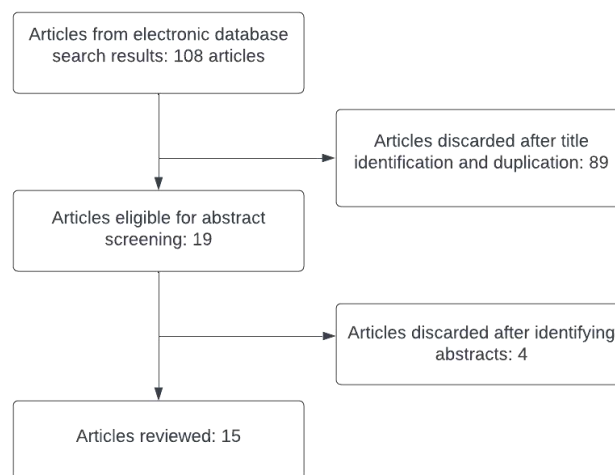 Articles from electronic database
search results: 108 articles
Articles discarded after title
identification and duplication: 89
Articles eligible for abstract
screening: 19
Articles discarded after identifying
abstracts: 4
Articles reviewed: 15